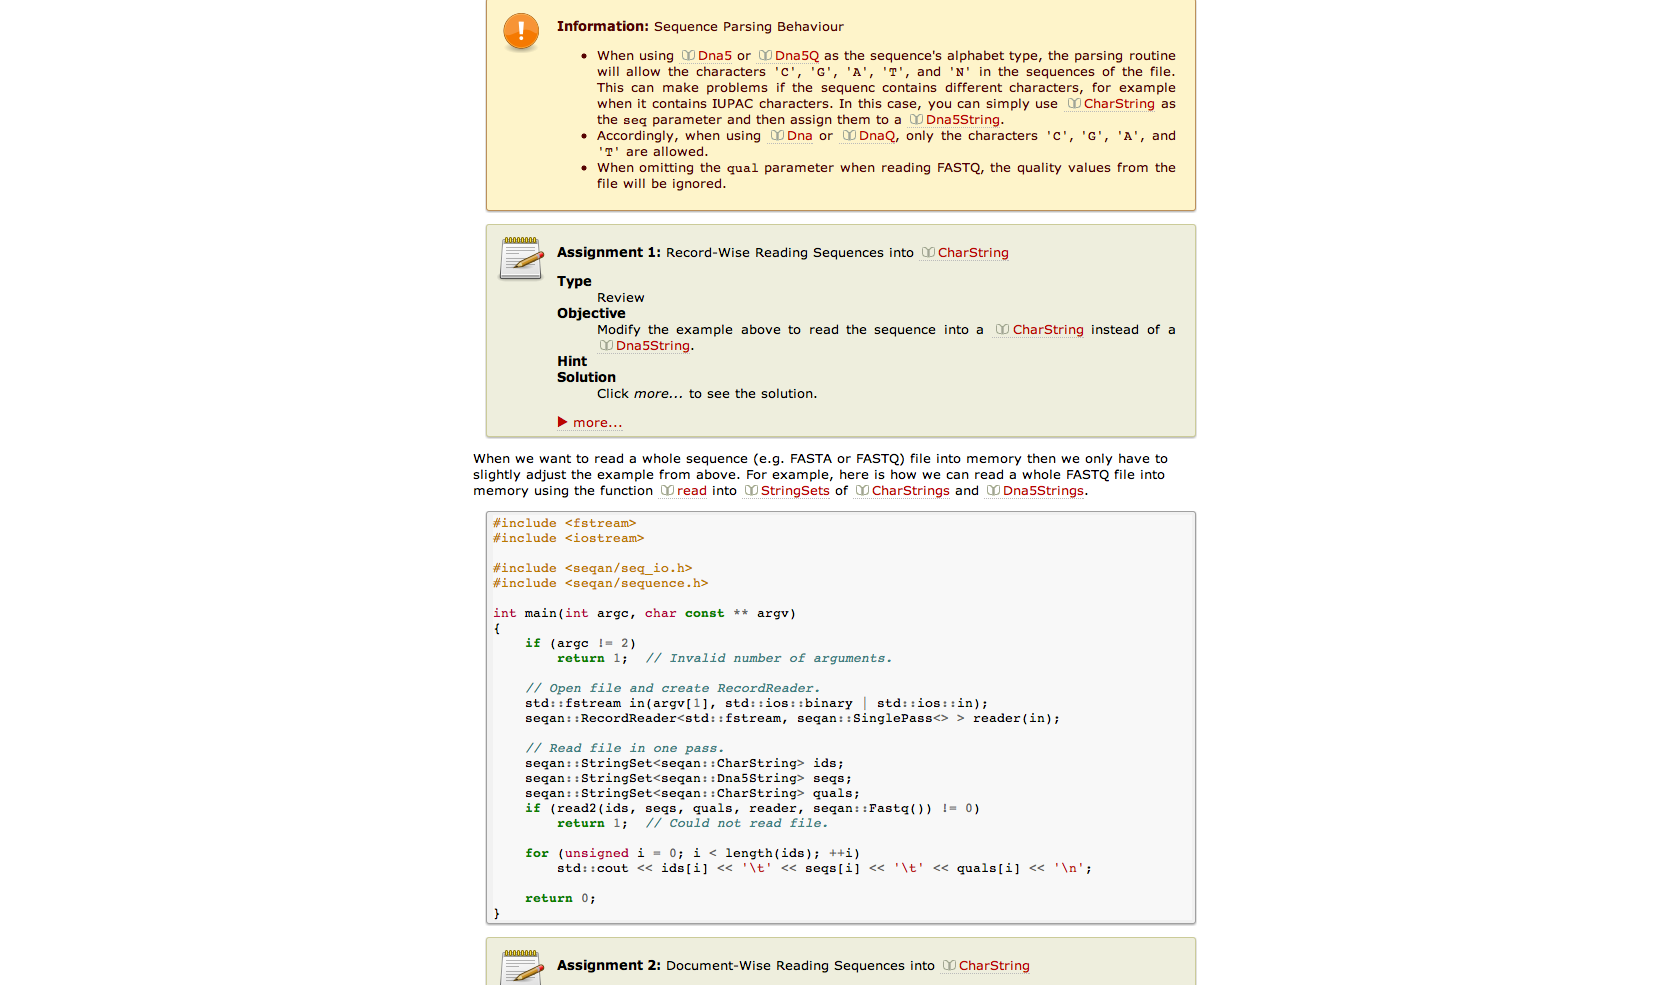 Information: Sequence Parsing Behaviour
• When using Dna5 or Dna5Q as the sequence's alphabet type, the parsing routine
will allow the characters 'C', 'G', 'A', 'T', and 'N' in the sequences of the file.
This can make problems if the sequenc contains different characters, for example
when it contains IUPAC characters. In this case, you can simply use CharString as
the seq parameter and then assign them to a Dna5String.
• Accordingly, when using Dna or DnaQ, only the characters 'C', 'G', 'A', and
'T' are allowed.
• When omitting the qual parameter when reading FASTQ, the quality values from the
file will be ignored.
Assignment 1: Record-Wise Reading Sequences into CharString
Type
Review
Objective
Modify the example above to read the sequence into a CharString instead of a
Dna5String.
Hint
Solution
Click more... to see the solution.
more...
When we want to read a whole sequence (e.g. FASTA or FASTQ) file into memory then we only have to
slightly adjust the example from above. For example, here is how we can read a whole FASTQ file into
memory using the function read into StringSets of CharStrings and Dna5Strings.
#include <fstream>
#include <iostream>
#include <seqan/seq_io.h>
#include <seqan/sequence.h>
int main(int argc, char const ** argv)
{
if (argc != 2)
return 1; // Invalid number of arguments.
// Open file and create RecordReader.
std::fstream in(argv[1], std::ios::binary | std::ios::in);
seqan::RecordReader<std::fstream, seqan::SinglePass<> > reader(in);
// Read file in one pass.
seqan::StringSet<seqan::CharString> ids;
seqan::StringSet<seqan::Dna5String> seqs;
seqan::StringSet<seqan::CharString> quals;
if (read2(ids, seqs, quals, reader, seqan::Fastq()) != 0)
return 1; // Could not read file.
for (unsigned i = 0; i < length(ids); ++i)
std::cout << ids[i] << '\t' << seqs[i] << '\t' << quals[i] << '\n';
return 0;
}
Assignment 2: Document-Wise Reading Sequences into CharString